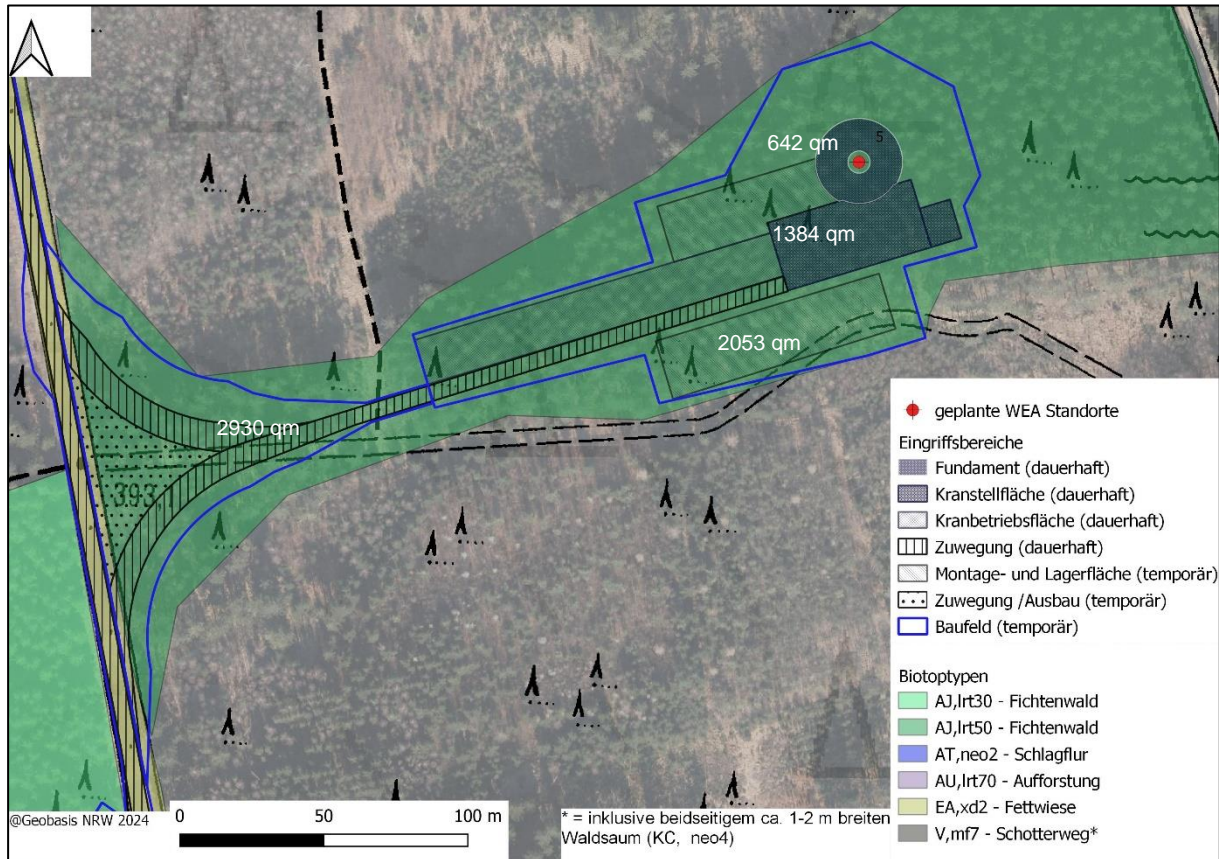 5
642 qm
1384 qm
2053 qm
2930 qm
393,
geplante WEA Standorte
Eingriffsbereiche
Fundament (dauerhaft)
Kranstellfläche (dauerhaft)
Kranbetriebsfläche (dauerhaft)
Zuwegung (dauerhaft)
Montage- und Lagerfläche (temporär)
Zuwegung /Ausbau (temporär)
Baufeld (temporär)
Biotoptypen
AJ,lrt30 - Fichtenwald
AJ,lrt50 - Fichtenwald
AT,neo2 - Schlagflur
AU,lrt70 - Aufforstung
EA,xd2 - Fettwiese
V,mf7 - Schotterweg*
@Geobasis NRW 2024
0 50 100 m
* = inklusive beidseitigem ca. 1-2 m breiten
Waldsaum (KC, neo4)